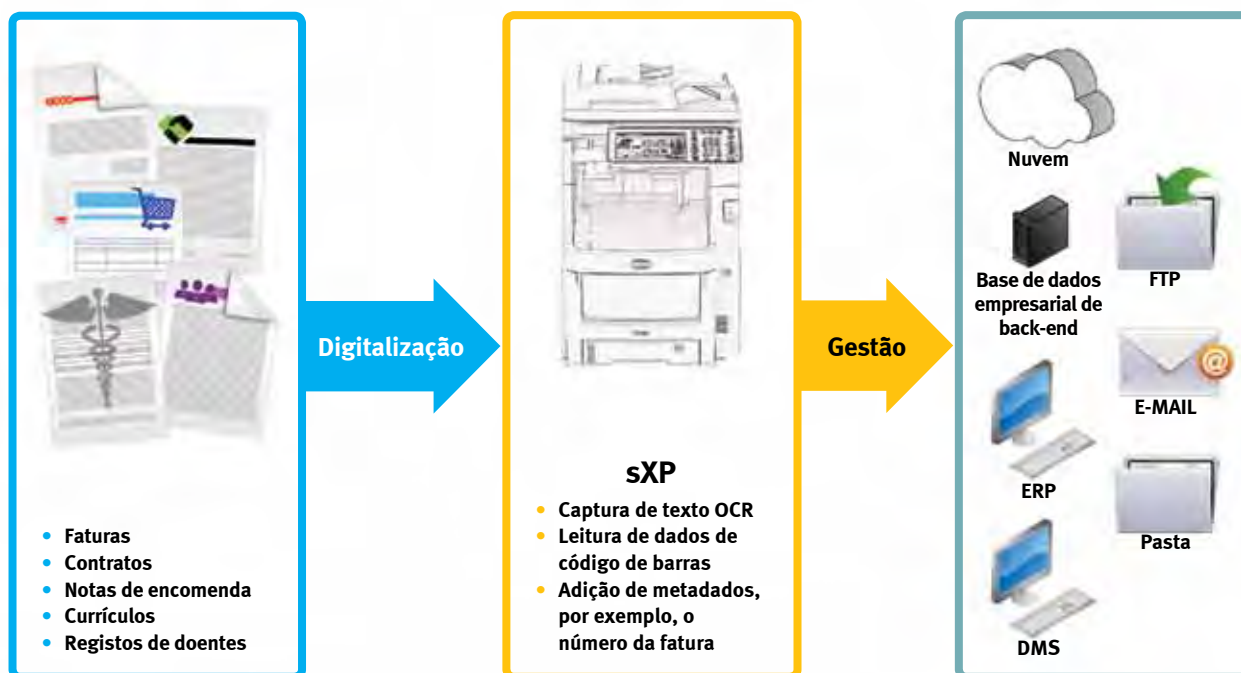 • Faturas
• Contratos
• Notas de encomenda
• Currículos
• Registos de doentes
Digitalização
sXP
• Captura de texto OCR
• Leitura de dados de
código de barras
• Adição de metadados,
por exemplo, o
número da fatura
Gestão
Nuvem
Base de dados
empresarial de
back-end
FTP
@
E-MAIL
ERP
Pasta
DMS